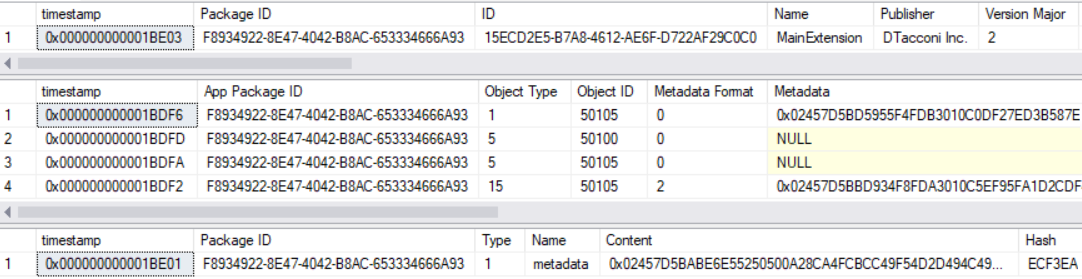 timestamp Package ID ID Name Publisher Version Major
1 0x000000000001BE03 F8934922-8E47-4042-B8AC-653334666A93 15ECD2E5-B7A8-4612-AE6F-D722AF29C0C0 MainExtension DTacconi Inc. 2
timestamp App Package ID Object Type Object ID Metadata Format Metadata
1 0x000000000001BDF6 F8934922-8E47-4042-B8AC-653334666A93 1 50105 0 0x02457D5BD5955F4FDB3010C0DF27ED3B587E
2 0x000000000001BDFD F8934922-8E47-4042-B8AC-653334666A93 5 50100 0 NULL
3 0x000000000001BDFA F8934922-8E47-4042-B8AC-653334666A93 5 50105 0 NULL
4 0x000000000001BDF2 F8934922-8E47-4042-B8AC-653334666A93 15 50105 2 0x02457D5BBD934F8FDA3010C5EF95FA1D2CDF
timestamp Package ID Type Name Content Hash
1 0x000000000001BE01 F8934922-8E47-4042-B8AC-653334666A93 1 metadata 0x02457D5BABE6E55250500A28CA4FCBCC49F54D2D494C49... ECF3EA